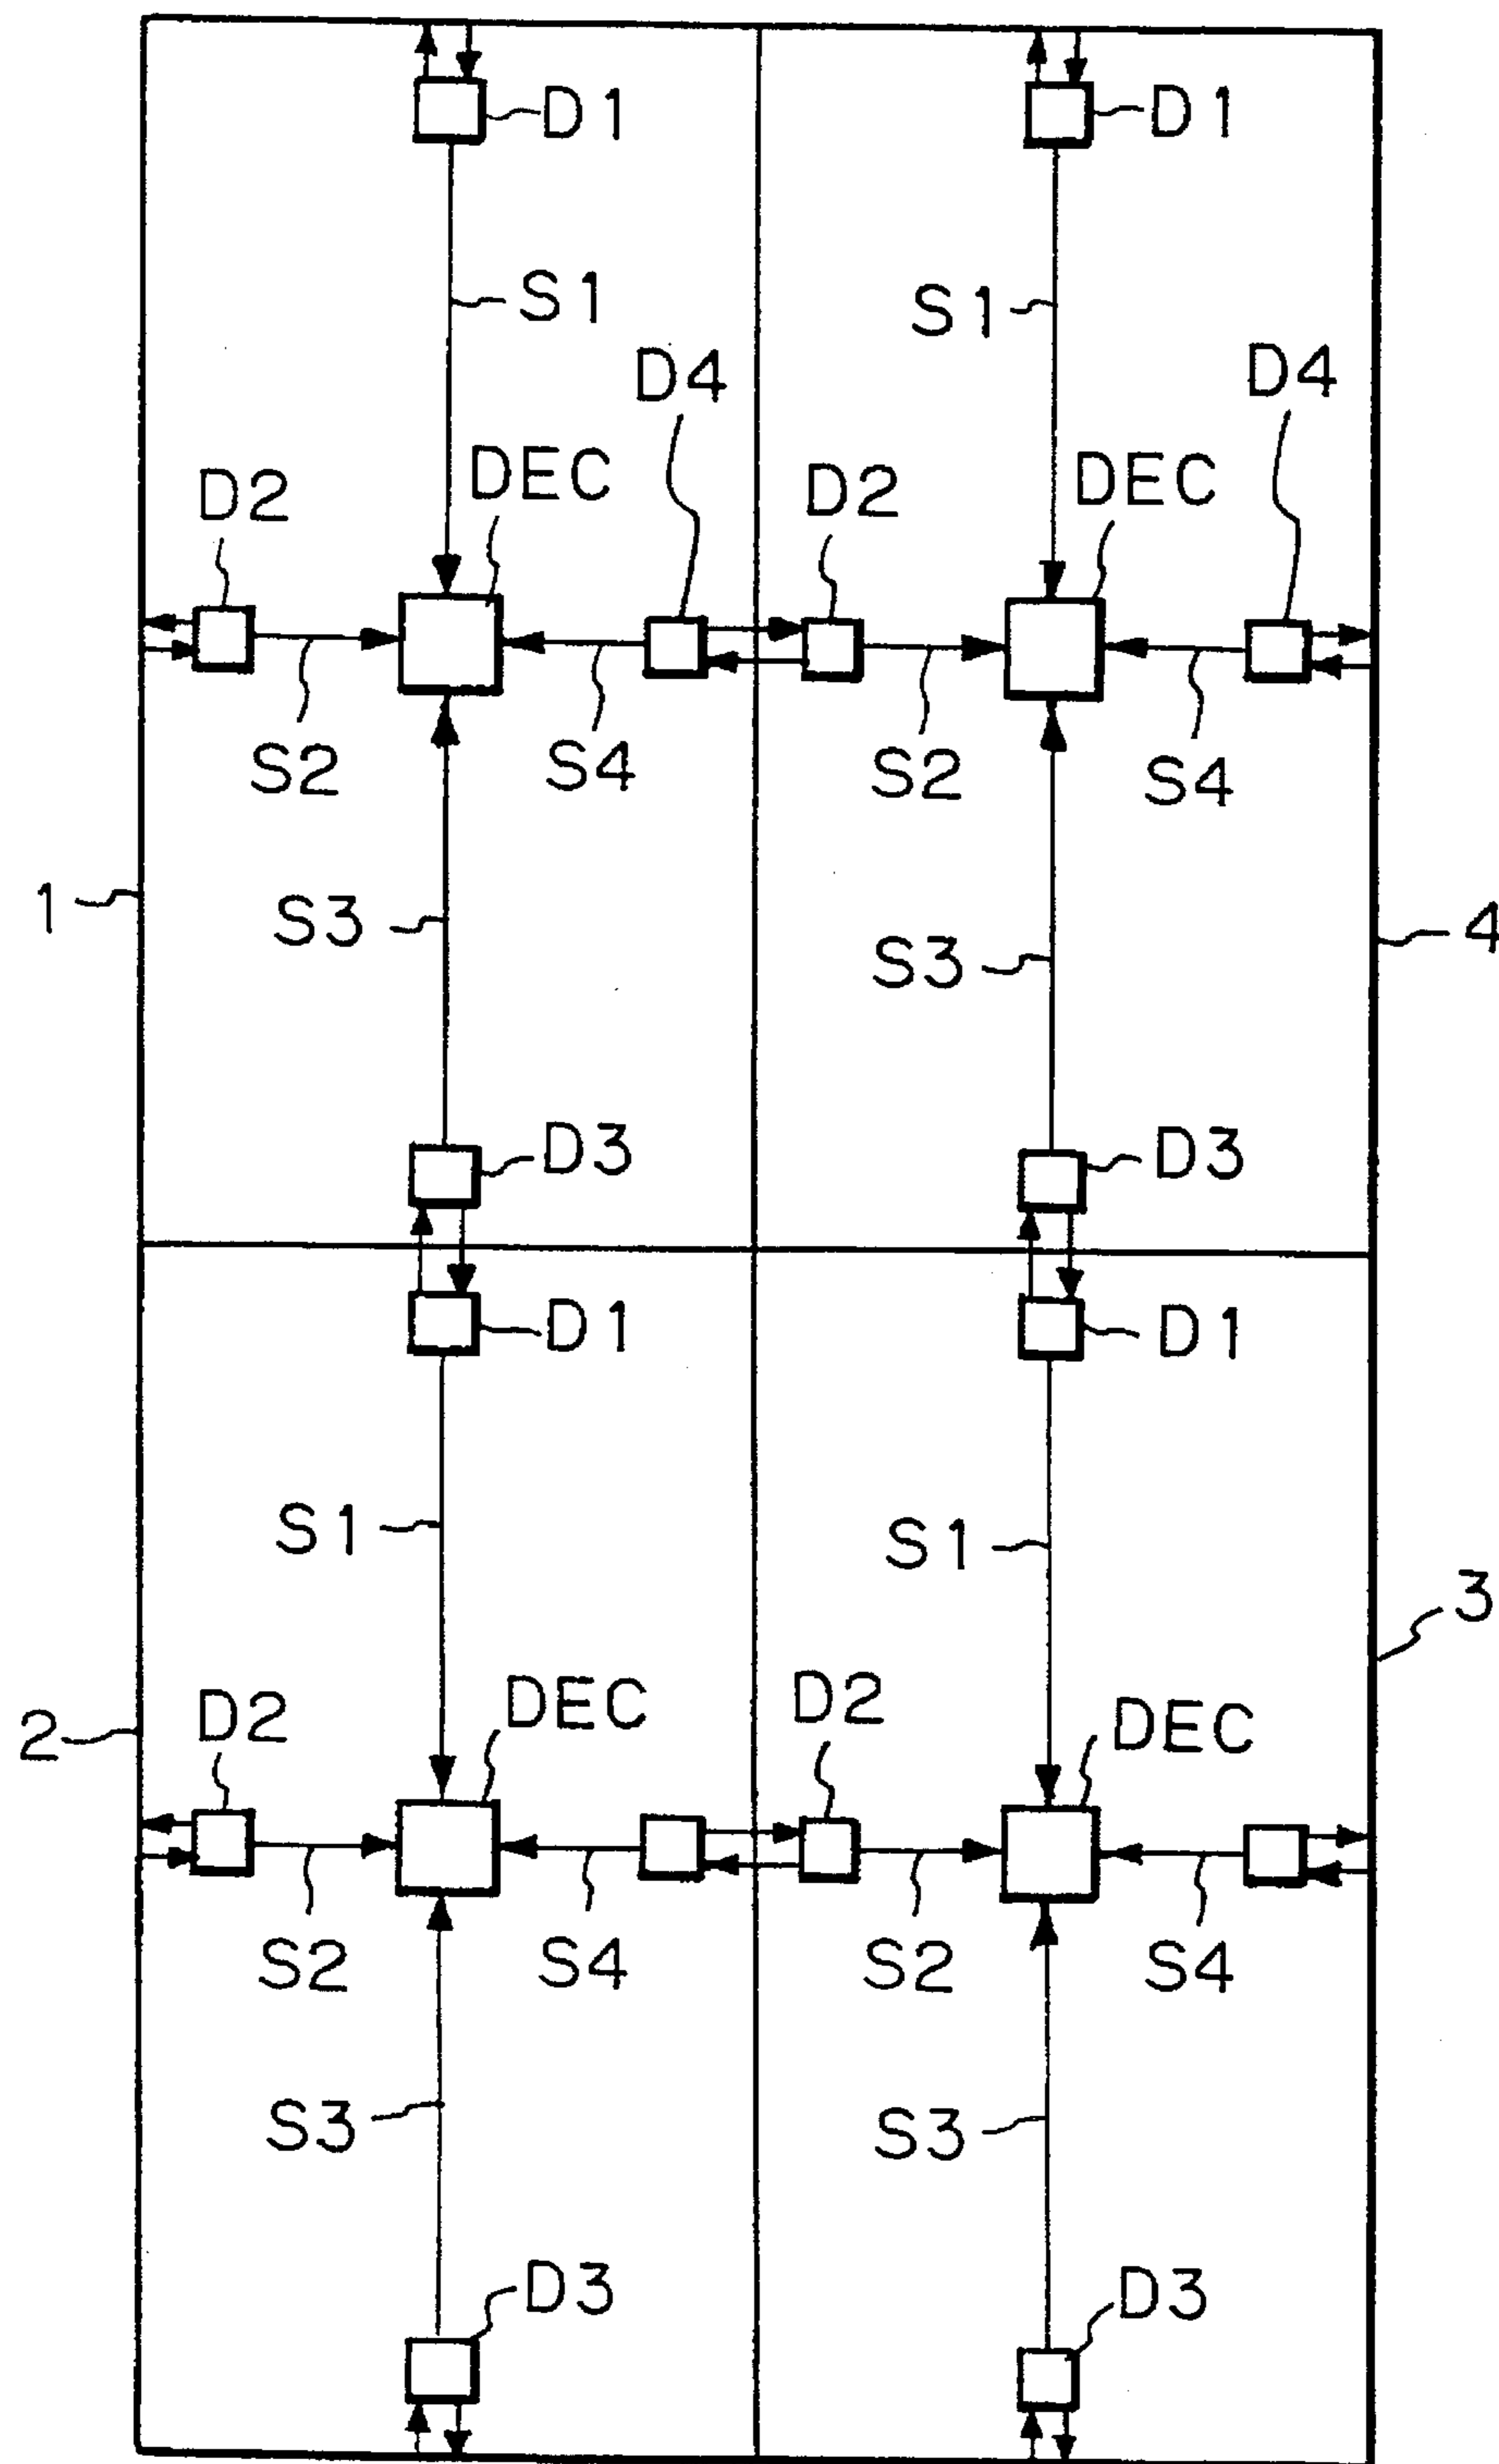 D1 D1
S1 S1
D4 D4
DEC DEC
D2 D2
S2 S4 S2 S4
1 S3 S3 4
D3 D3
D1 D1
S1 S1
3
D2 DEC D2 DEC
2
S2 S4 S2 S4
S3 S3
D3 D3